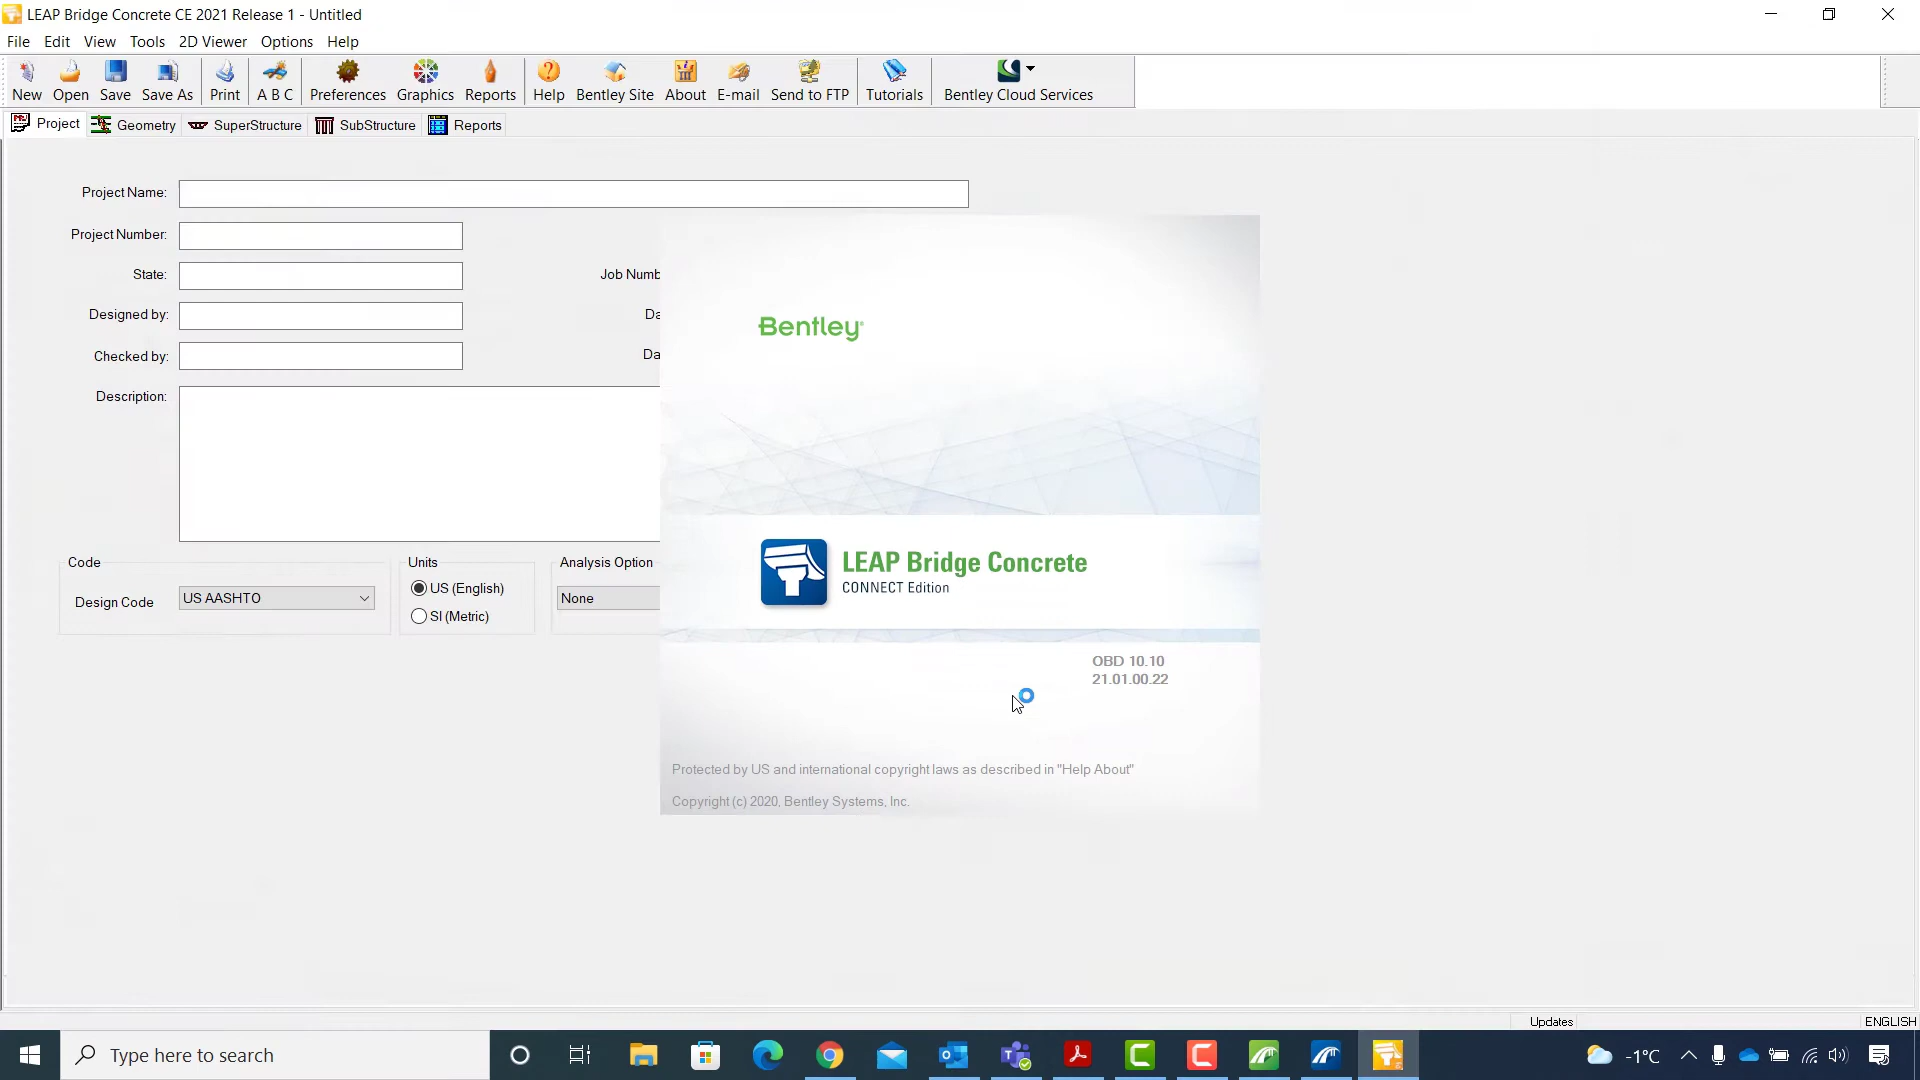 LEAP Bridge Concrete CE 2021 Release 1 - Untitled
File Edit View Tools 2D Viewer Options Help
New Open Save Save As Print A B C Preferences Graphics Reports Help Bentley Site About E-mail Send to FTP Tutorials Bentley Cloud Services
Project Geometry SuperStructure SubStructure Reports
Project Name:
Project Number:
State: Job Numb
Designed by: Da
Checked by: Da
Description:
Bentley
LEAP Bridge Concrete
CONNECT Edition
Code Units Analysis Option
US (English)
Design Code US AASHTO None
SI (Metric)
OBD 10.10
21.01.00.22
Protected by US and international copyright laws as described in "Help About"
Copyright (c) 2020, Bentley Systems, Inc.
Updates ENGLISH
Type here to search -1°C